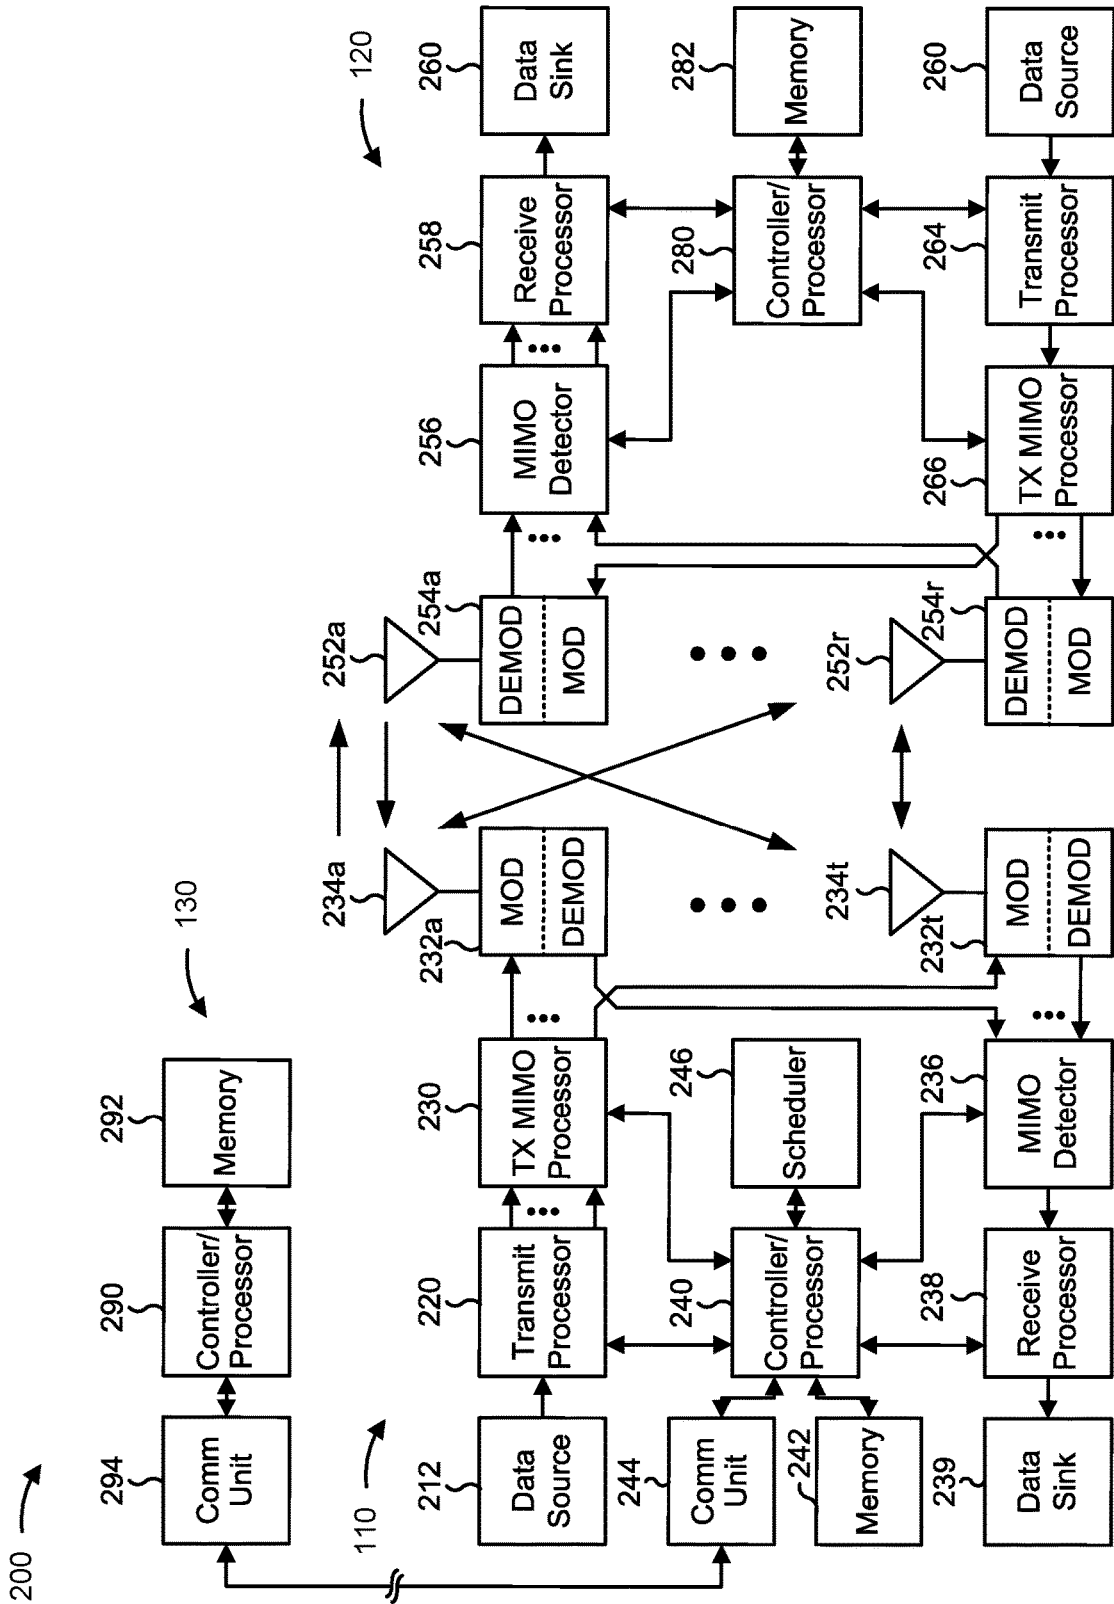 200
294
290
292
130
Comm
Unit
Controller/
Processor
Memory
110
120
212
220
230
232a
234a
252a
254a
256
258
260
Data
Source
Transmit
Processor
TX MIMO
Processor
MOD
DEMOD
DEMOD
MOD
MIMO
Detector
Receive
Processor
Data
Sink
244
240
246
280
282
Comm
Unit
Controller/
Processor
Scheduler
Controller/
Processor
Memory
242
Memory
239
238
236
232t
234t
252r
254r
266
264
260
Data
Sink
Receive
Processor
MIMO
Detector
MOD
DEMOD
DEMOD
MOD
TX MIMO
Processor
Transmit
Processor
Data
Source